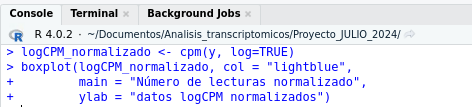 Console Terminal × Background Jobs ×
R 4.0.2 · ~/Documentos/Analisis_transcriptomicos/Proyecto_JULIO_2024/
> logCPM_normalizado <- cpm(y, log=TRUE)
> boxplot(logCPM_normalizado, col = "lightblue",
+         main = "Número de lecturas normalizado",
+         ylab = "datos logCPM normalizados")